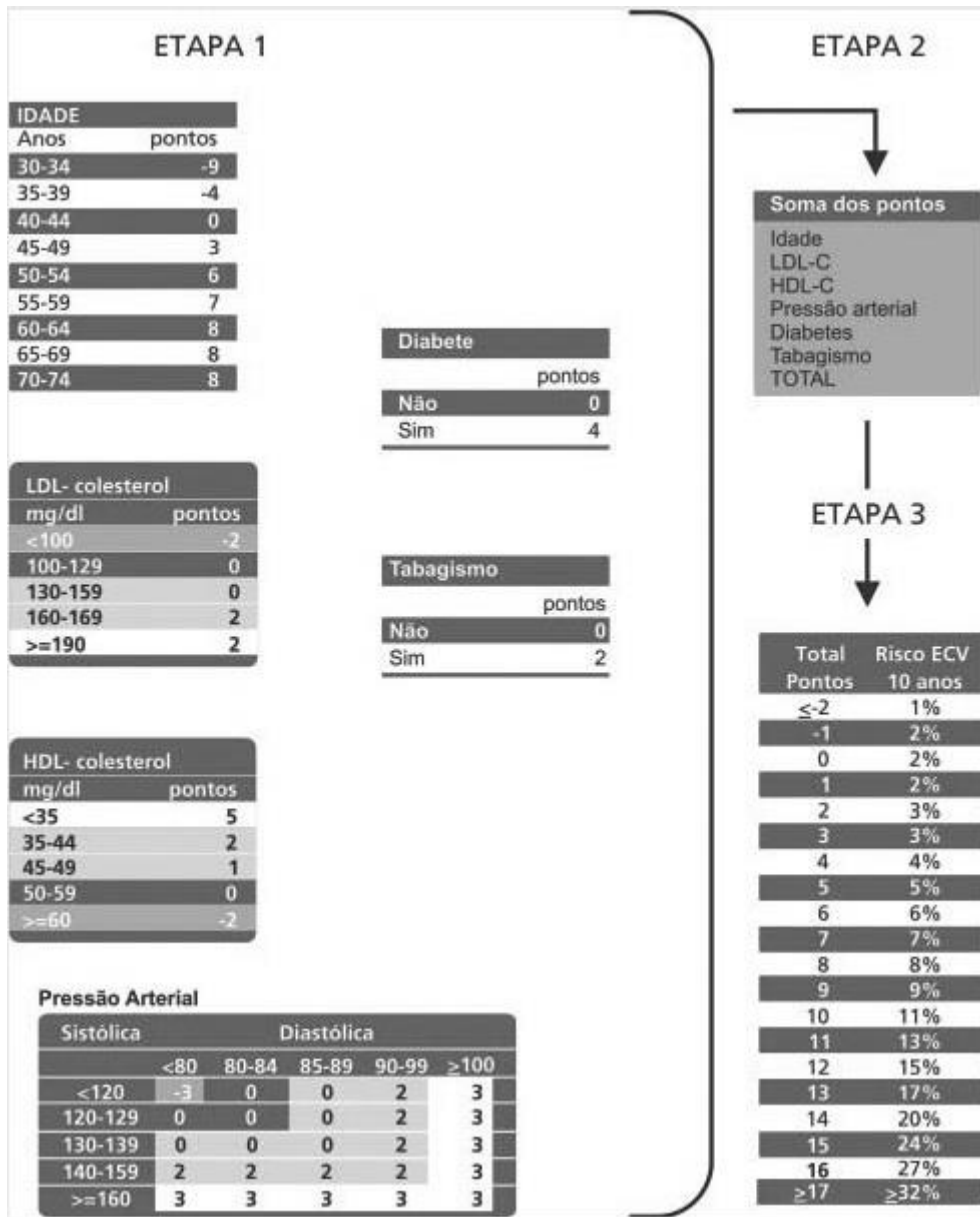 ETAPA 1
IDADE
Anos pontos
30-34 -9
35-39 -4
40-44 0
45-49 3
50-54 6
55-59 7
60-64 8
65-69 8
70-74 8
LDL- colesterol
mg/dl pontos
<100 -2
100-129 0
130-159 0
160-169 2
>=190 2
HDL- colesterol
mg/dl pontos
<35 5
35-44 2
45-49 1
50-59 0
>=60 -2
Diabete
pontos
Não 0
Sim 4
Tabagismo
pontos
Não 0
Sim 2
Pressão Arterial
Sistólica Diastólica
<80 80-84 85-89 90-99 ≥100
<120 -3 0 0 2 3
120-129 0 0 0 2 3
130-139 0 0 0 2 3
140-159 2 2 2 2 3
>=160 3 3 3 3 3
ETAPA 2
Soma dos pontos
Idade
LDL-C
HDL-C
Pressão arterial
Diabetes
Tabagismo
TOTAL
ETAPA 3
Total Risco ECV
Pontos 10 anos
≤-2 1%
-1 2%
0 2%
1 2%
2 3%
3 3%
4 4%
5 5%
6 6%
7 7%
8 8%
9 9%
10 11%
11 13%
12 15%
13 17%
14 20%
15 24%
16 27%
≥17 ≥32%